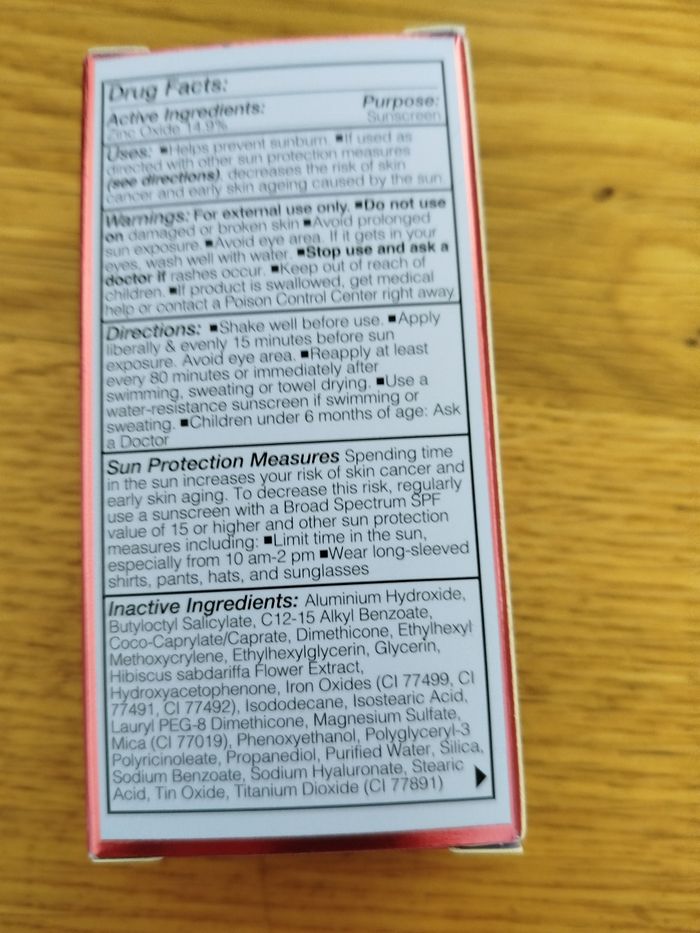 Drug Facts:
Active Ingredients: Purpose:
Zinc Oxide 14.9% Sunscreen
Uses: ■Helps prevent sunburn. ■If used as
directed with other sun protection measures
(see directions), decreases the risk of skin
cancer and early skin ageing caused by the sun
Warnings: For external use only. ■Do not use
on damaged or broken skin ■Avoid prolonged
sun exposure. ■Avoid eye area. If it gets in your
eyes, wash well with water. ■Stop use and ask a
doctor if rashes occur. ■Keep out of reach of
children. ■If product is swallowed, get medical
help or contact a Poison Control Center right away
Directions: ■Shake well before use. ■Apply
liberally & evenly 15 minutes before sun
exposure. Avoid eye area. ■Reapply at least
every 80 minutes or immediately after
swimming, sweating or towel drying. ■Use a
water-resistance sunscreen if swimming or
sweating. ■Children under 6 months of age: Ask
a Doctor
Sun Protection Measures Spending time
in the sun increases your risk of skin cancer and
early skin aging. To decrease this risk, regularly
use a sunscreen with a Broad Spectrum SPF
value of 15 or higher and other sun protection
measures including: ■Limit time in the sun,
especially from 10 am-2 pm ■Wear long-sleeved
shirts, pants, hats, and sunglasses
Inactive Ingredients: Aluminium Hydroxide,
Butyloctyl Salicylate, C12-15 Alkyl Benzoate,
Coco-Caprylate/Caprate, Dimethicone, Ethylhexyl
Methoxycrylene, Ethylhexylglycerin, Glycerin,
Hibiscus sabdariffa Flower Extract,
Hydroxyacetophenone, Iron Oxides (CI 77499, CI
77491, CI 77492), Isododecane, Isostearic Acid,
Lauryl PEG-8 Dimethicone, Magnesium Sulfate,
Mica (CI 77019), Phenoxyethanol, Polyglyceryl-3
Polyricinoleate, Propanediol, Purified Water, Silica,
Sodium Benzoate, Sodium Hyaluronate, Stearic
Acid, Tin Oxide, Titanium Dioxide (CI 77891)